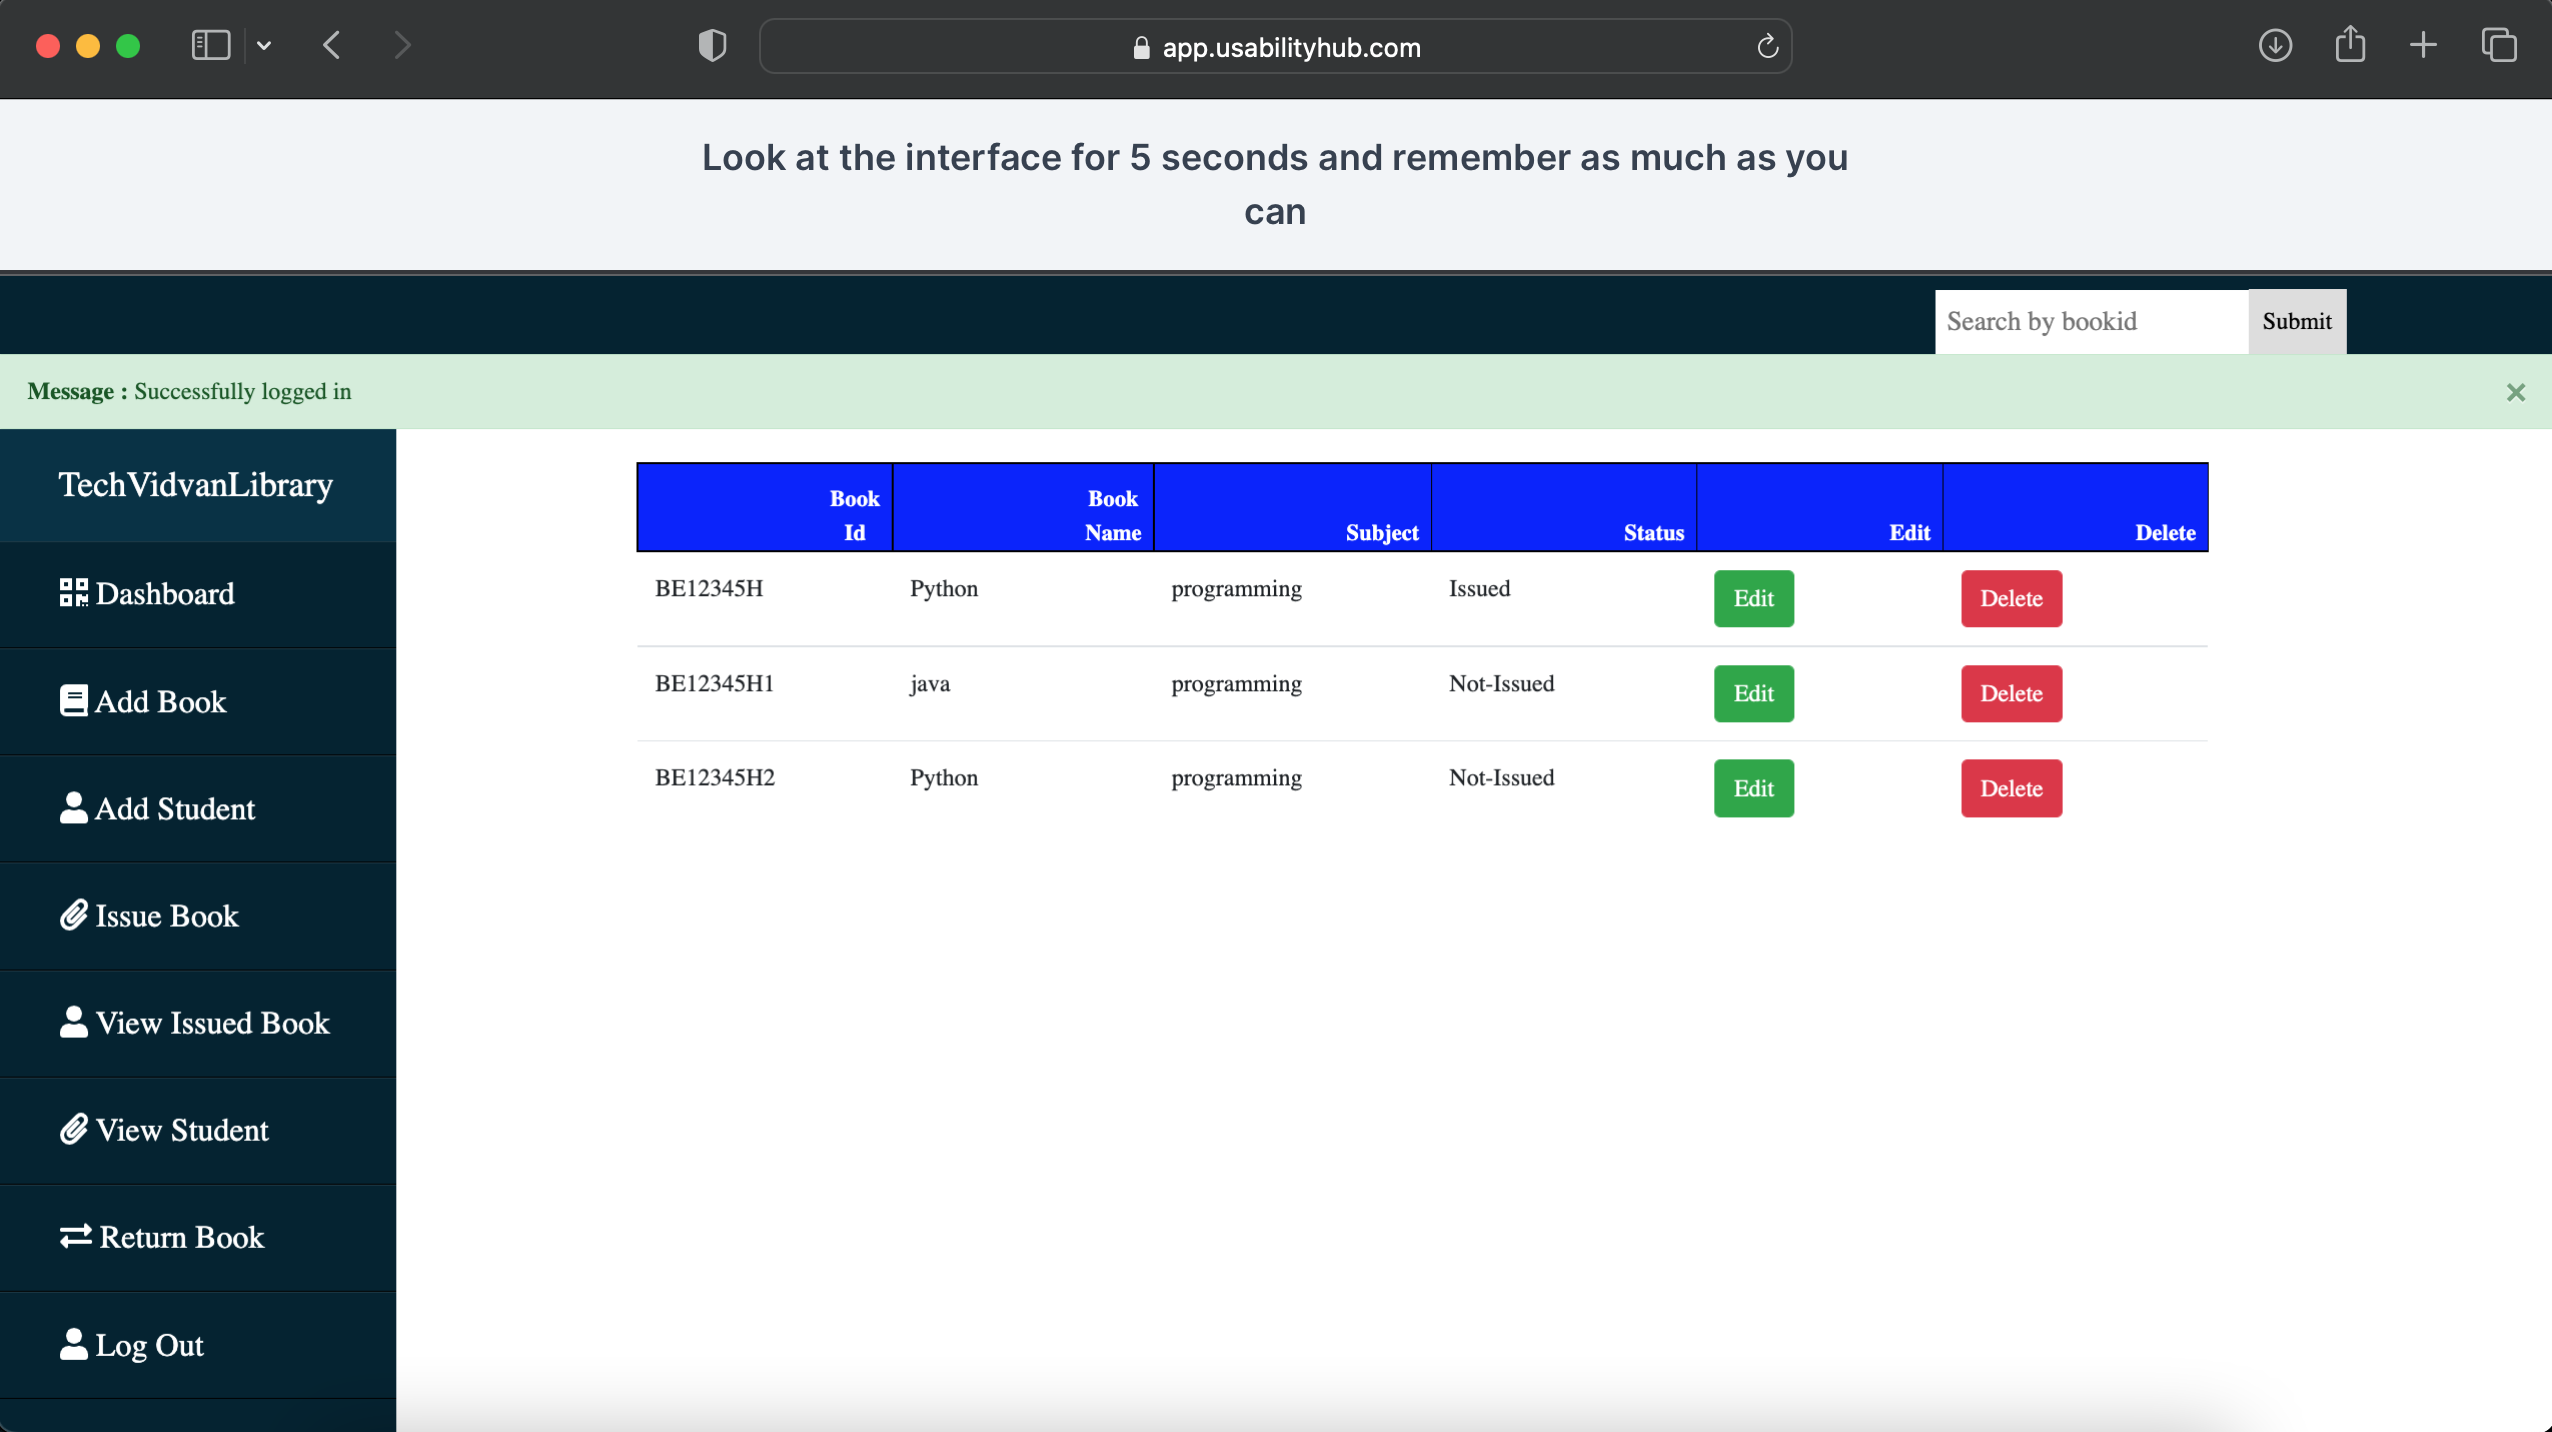 app.usabilityhub.com
Look at the interface for 5 seconds and remember as much as you
can
Search by bookid Submit
Message : Successfully logged in
TechVidvanLibrary
Dashboard
Add Book
Add Student
Issue Book
View Issued Book
View Student
Return Book
Log Out
Book Id Book Name Subject Status Edit Delete
BE12345H Python programming Issued Edit Delete
BE12345H1 java programming Not-Issued Edit Delete
BE12345H2 Python programming Not-Issued Edit Delete